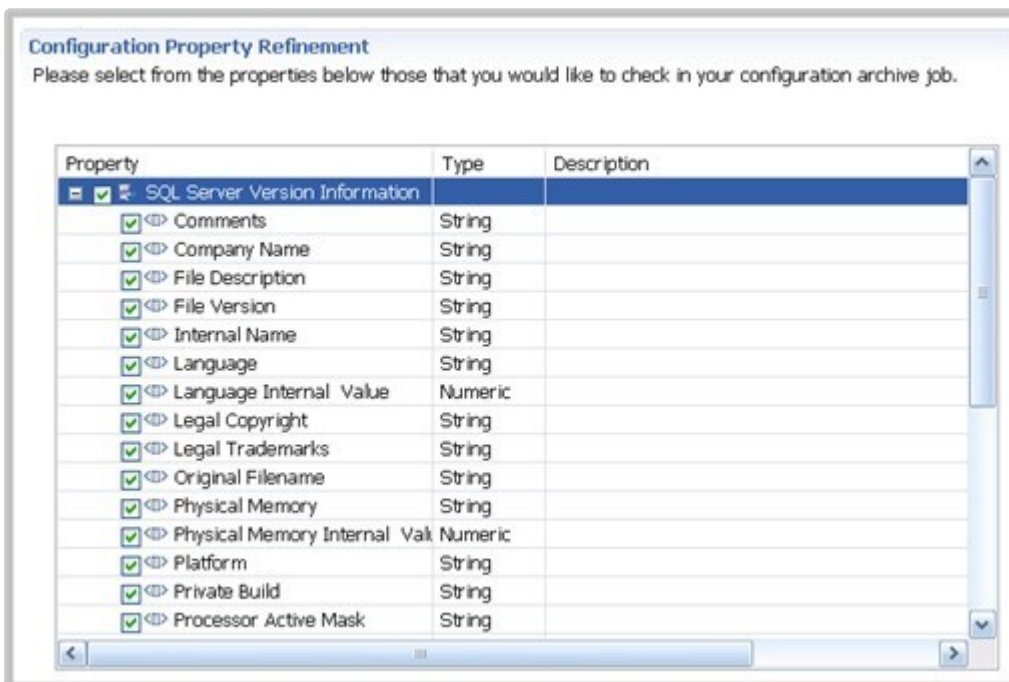 Configuration Property Refinement
Please select from the properties below those that you would like to check in your configuration archive job.
Property Type Description
SQL Server Version Information
Comments String
Company Name String
File Description String
File Version String
Internal Name String
Language String
Language Internal Value Numeric
Legal Copyright String
Legal Trademarks String
Original Filename String
Physical Memory String
Physical Memory Internal Numeric
Platform String
Private Build String
Processor Active Mask String